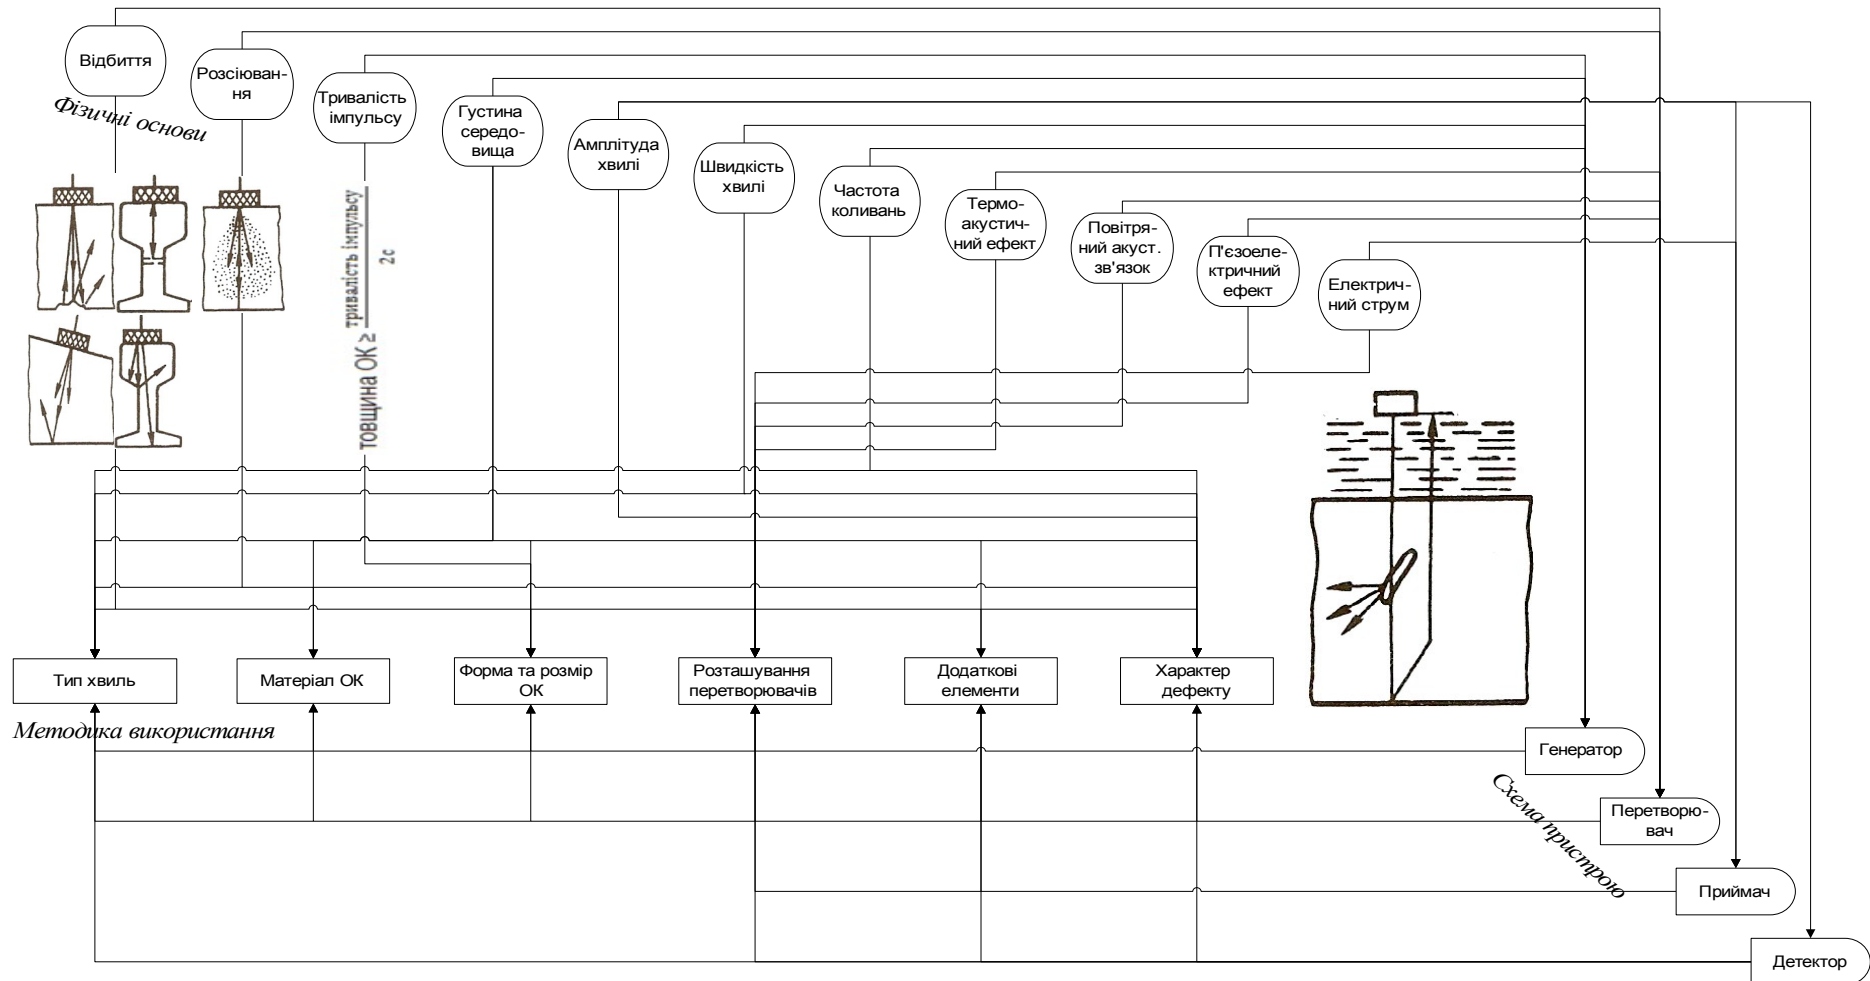 Відбиття
Розсіюван-
ня
Тривалість
імпульсу
Густина
середо-
вища
Амплітуда
хвилі
Швидкість
хвилі
Частота
коливань
Термо-
акустич-
ний ефект
Повітря-
ний акуст.
зв'язок
П'єзоеле-
ктричний
ефект
Електрич-
ний струм
Фізичні основи
ТОВЩИНА ОК ≥ тривалість імпульсу
2c
Тип хвиль
Матеріал ОК
Форма та розмір
ОК
Розташування
перетворювачів
Додаткові
елементи
Характер
дефекту
Методика використання
Генератор
Схема пристрою
Перетворю-
вач
Приймач
Детектор